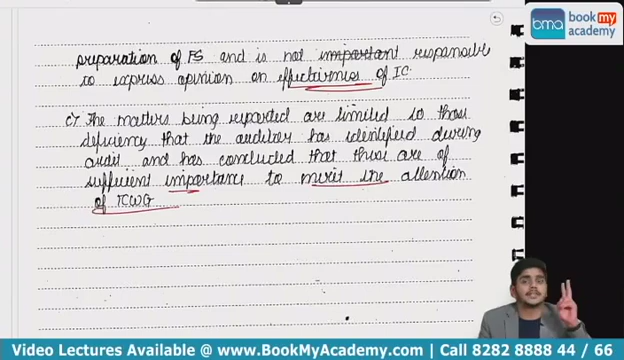 preparation of FS and is not important responsible
to express opinion on effectiveness of IC
c) The matters being reported are limited to those
deficiency that the auditor has identified during
audit and has concluded that those are of
sufficient importance to merit the attention
of TCWG
bma
book my
academy
Video Lectures Available @ www.BookMyAcademy.com | Call 8282 8888 44 / 66